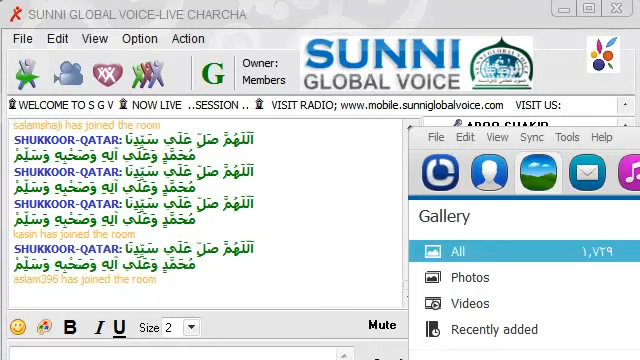 SUNNI GLOBAL VOICE-LIVE CHARCHA
File Edit View Option Action
G
Owner:
Members
SUNNI
GLOBAL VOICE
WELCOME TO S G V NOW LIVE ..SESSION .. VISIT RADIO; www.mobile.sunniglobalvoice.com VISIT US:
salamshaji has joined the room
SHUKKOOR-QATAR: اَللّهُمَّ صَلِّ عَلَي سَيِّدِنَا
مُحَمَّدٍ وَعَلَي آلِهِ وَصَحْبِهِ وَسَلِّمْ
SHUKKOOR-QATAR: اَللّهُمَّ صَلِّ عَلَي سَيِّدِنَا
مُحَمَّدٍ وَعَلَي آلِهِ وَصَحْبِهِ وَسَلِّمْ
SHUKKOOR-QATAR: اَللّهُمَّ صَلِّ عَلَي سَيِّدِنَا
مُحَمَّدٍ وَعَلَي آلِهِ وَصَحْبِهِ وَسَلِّمْ
kasin has joined the room
SHUKKOOR-QATAR: اَللّهُمَّ صَلِّ عَلَي سَيِّدِنَا
مُحَمَّدٍ وَعَلَي آلِهِ وَصَحْبِهِ وَسَلِّمْ
aslam396 has joined the room
B I U Size 2 Mute
File Edit View Sync Tools Help
Gallery
All ١,٧٢٩
Photos
Videos
Recently added